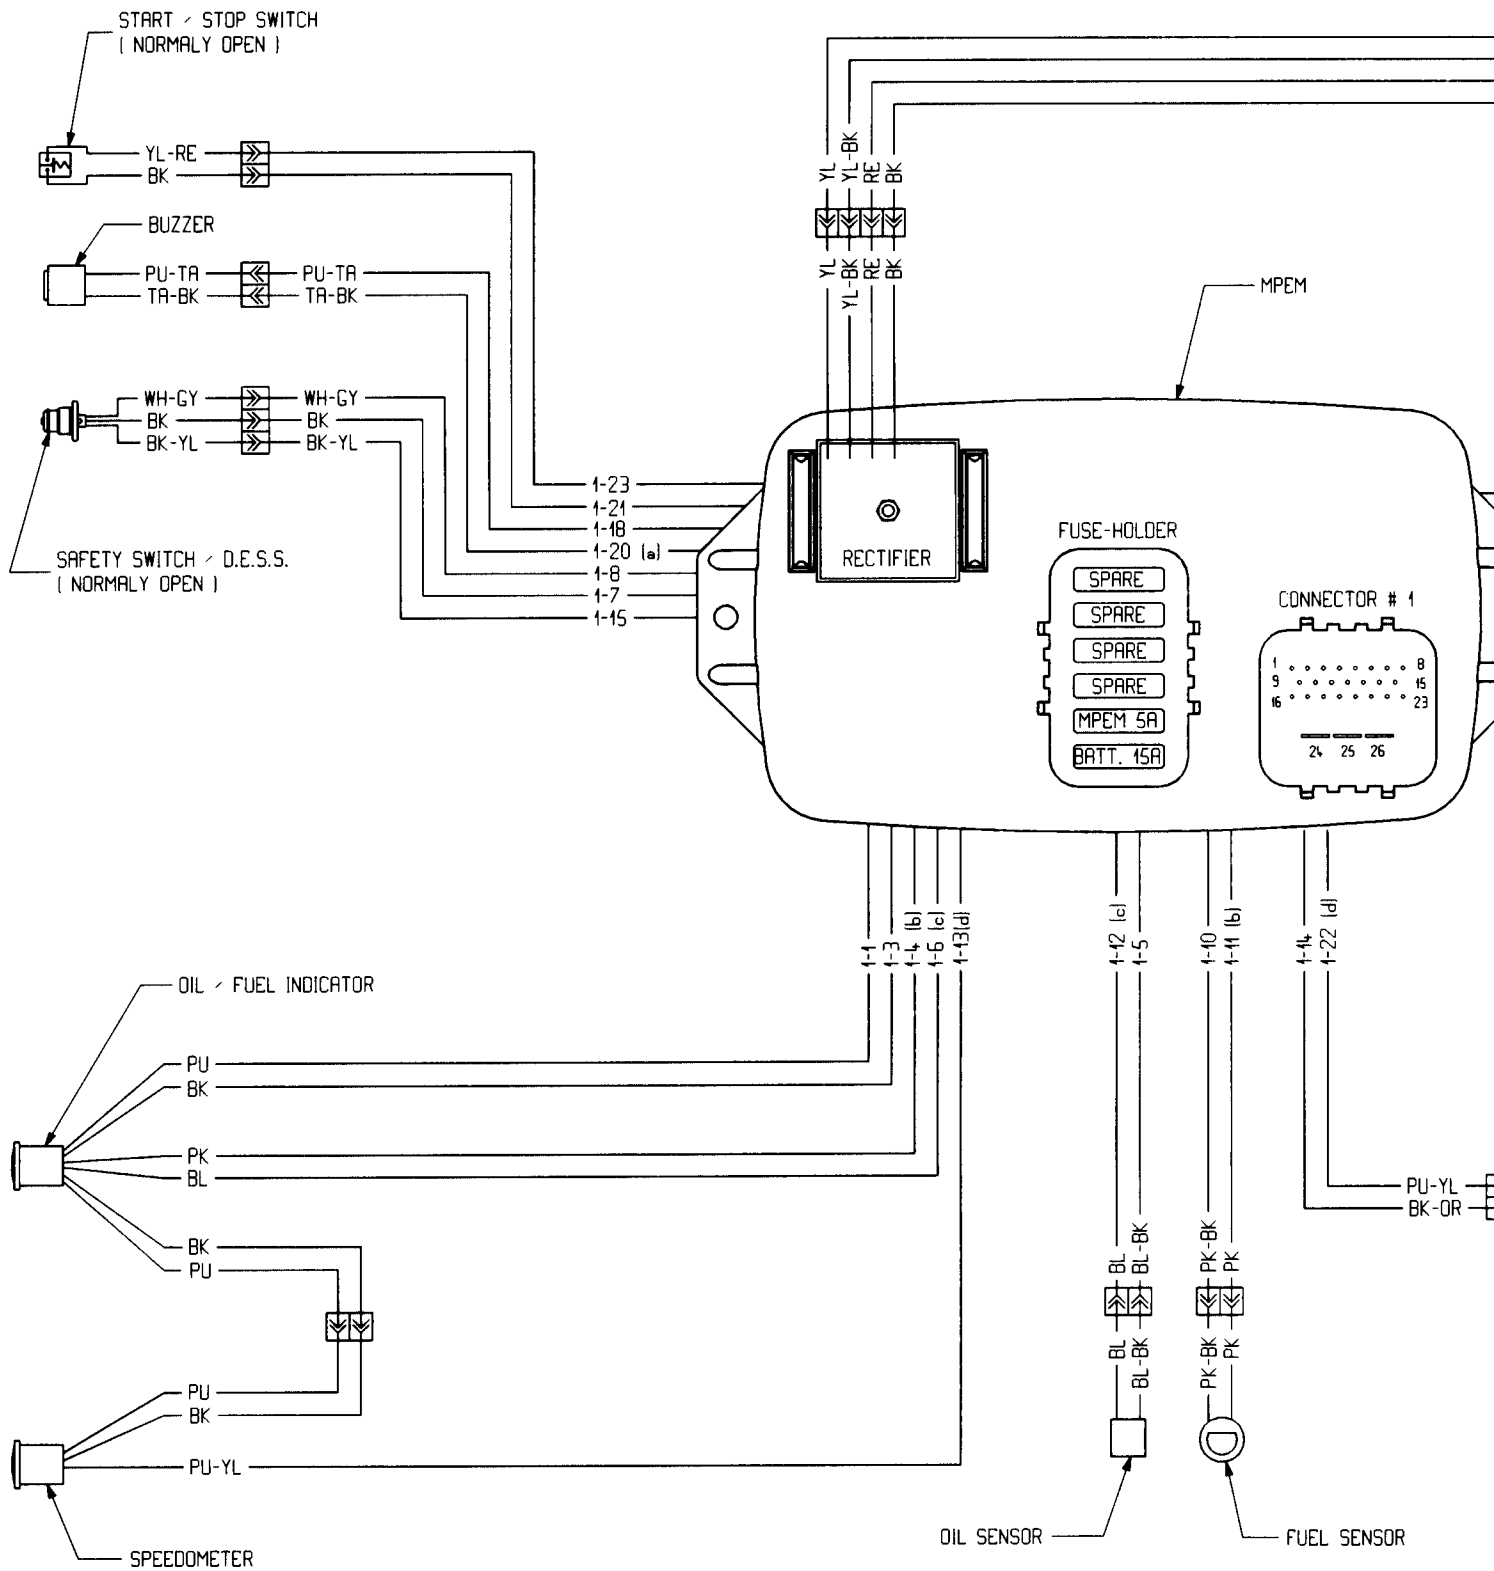 START / STOP SWITCH
( NORMALY OPEN )
YL-RE
BK
BUZZER
PU-TA PU-TA
TA-BK TA-BK
WH-GY WH-GY
BK BK
BK-YL BK-YL
SAFETY SWITCH / D.E.S.S.
( NORMALY OPEN )
1-23
1-21
1-18
1-20 (a)
1-8
1-7
1-15
YL YL-BK RE BK
YL YL-BK RE BK
MPEM
RECTIFIER
FUSE-HOLDER
SPARE
SPARE
SPARE
SPARE
MPEM 5A
BATT. 15A
CONNECTOR # 1
1 8
9 15
16 23
24 25 26
1-1
1-3
1-4 (b)
1-6 (c)
1-13(d)
1-12 (c)
1-5
1-10
1-11 (b)
1-14
1-22 (d)
OIL / FUEL INDICATOR
PU
BK
PK
BL
BK
PU
PU
BK
PU-YL
SPEEDOMETER
PU-YL
BK-OR
BL BL-BK PK-BK PK
BL BL-BK PK-BK PK
OIL SENSOR
FUEL SENSOR